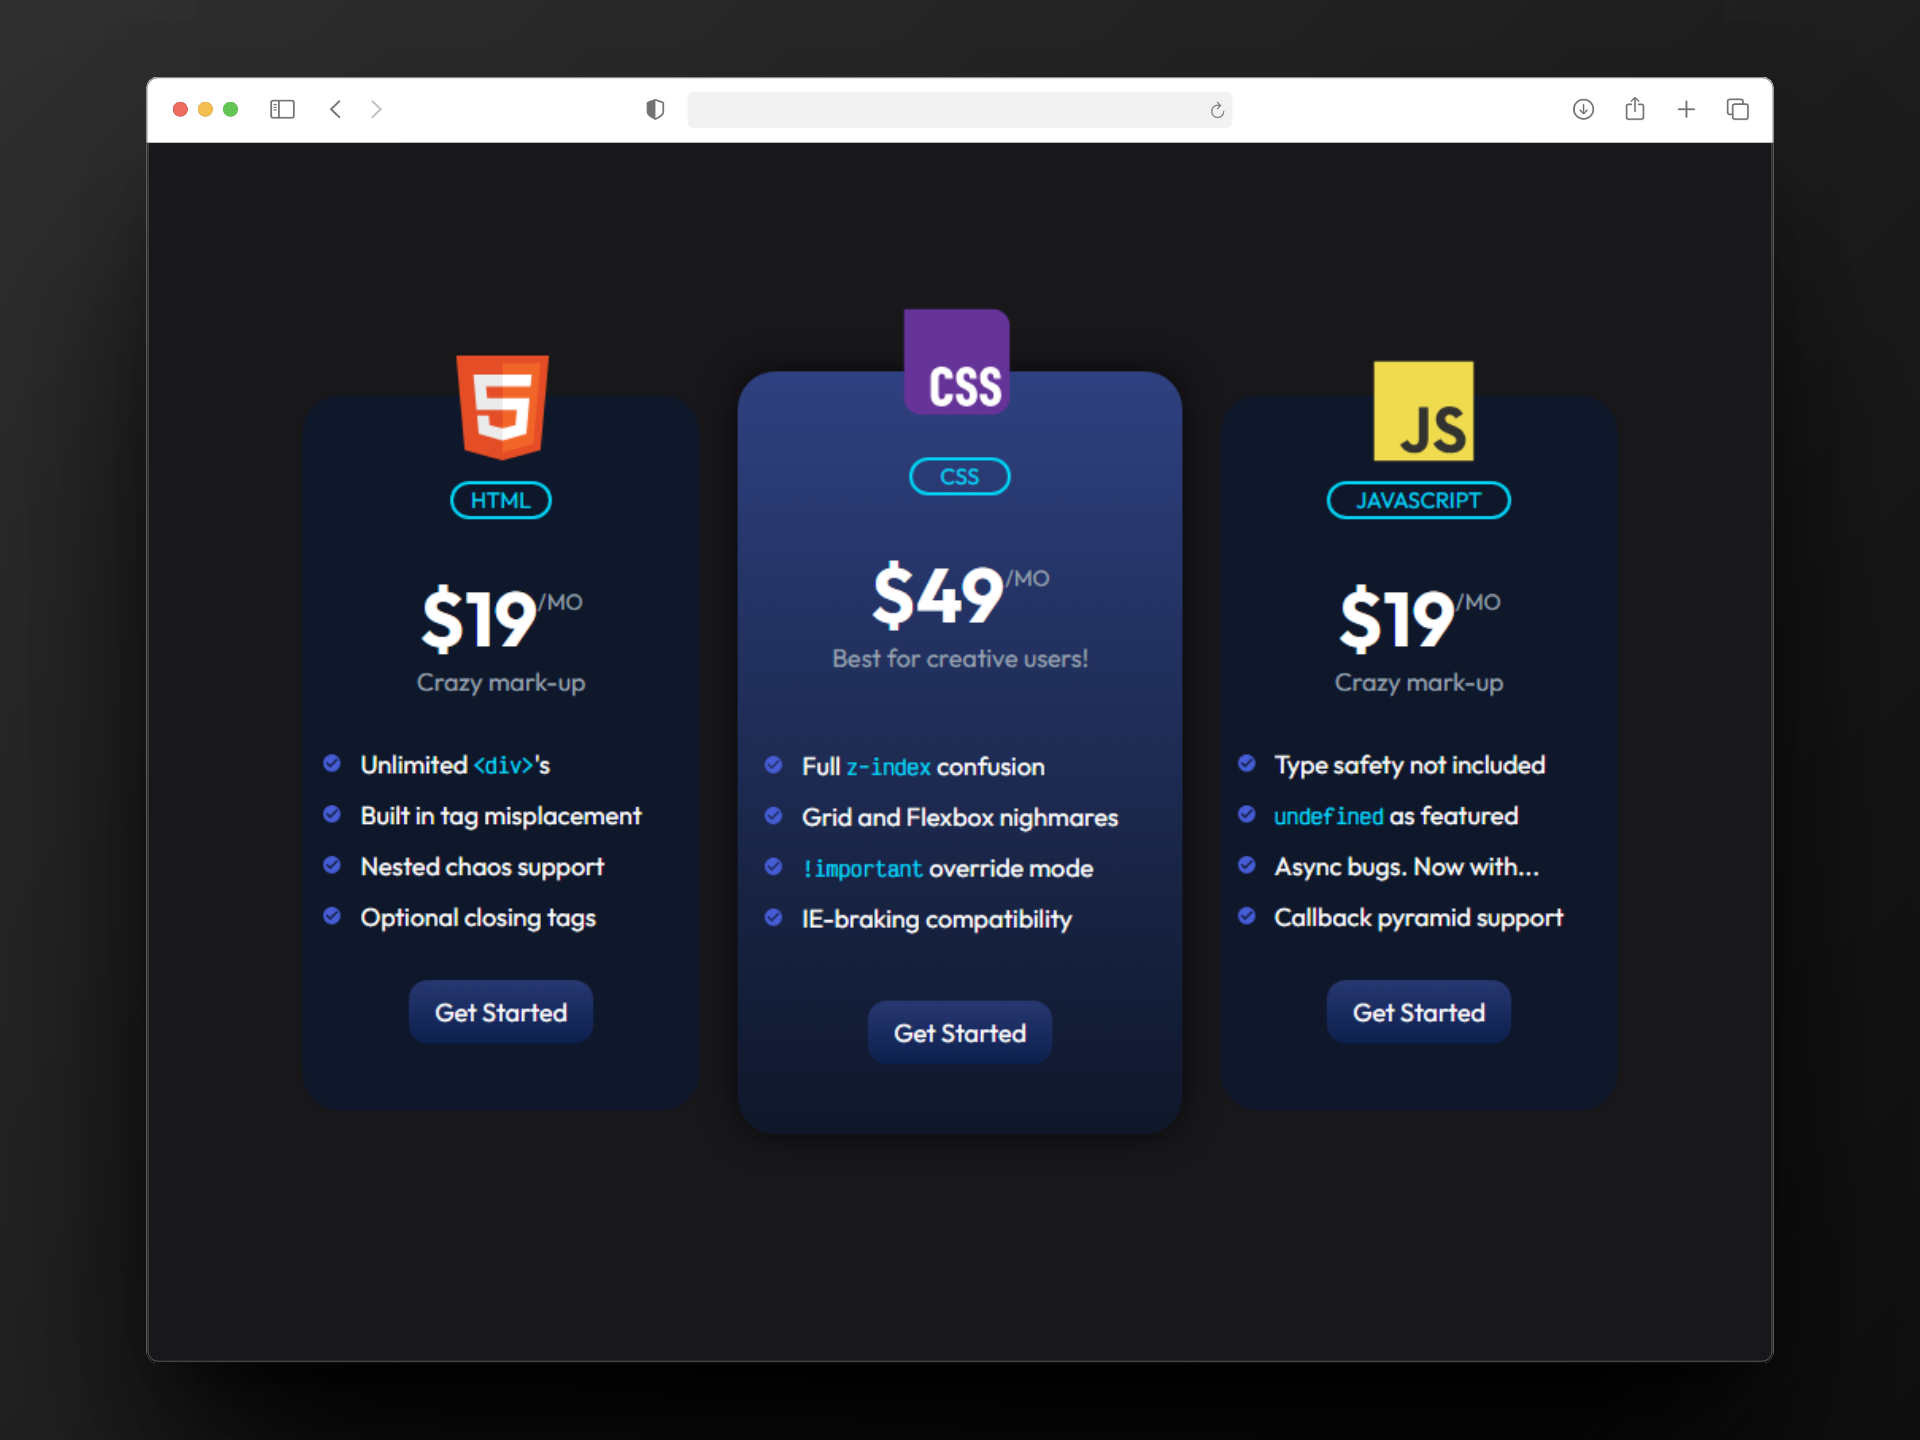 5
HTML
$19/MO
Crazy mark-up
Unlimited <div>'s
Built in tag misplacement
Nested chaos support
Optional closing tags
Get Started
CSS
CSS
$49/MO
Best for creative users!
Full z-index confusion
Grid and Flexbox nighmares
!important override mode
IE-braking compatibility
Get Started
JS
JAVASCRIPT
$19/MO
Crazy mark-up
Type safety not included
undefined as featured
Async bugs. Now with...
Callback pyramid support
Get Started